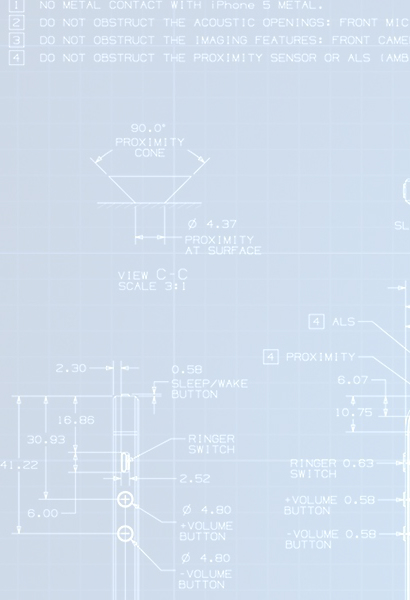 1 NO METAL CONTACT WITH iPhone 5 METAL.
2 DO NOT OBSTRUCT THE ACOUSTIC OPENINGS: FRONT MIC
3 DO NOT OBSTRUCT THE IMAGING FEATURES: FRONT CAME
4 DO NOT OBSTRUCT THE PROXIMITY SENSOR OR ALS (AMB
90.0°
PROXIMITY
CONE
Ø 4.37
PROXIMITY
AT SURFACE
VIEW C-C
SCALE 3:1
SL
4 ALS
4 PROXIMITY
2.30
0.58
SLEEP/WAKE
BUTTON
6.07
10.75
16.86
30.93
41.22
RINGER
SWITCH
RINGER 0.63
SWITCH
2.52
6.00
Ø 4.80
+VOLUME
BUTTON
+VOLUME 0.58
BUTTON
-VOLUME 0.58
BUTTON
Ø 4.80
-VOLUME
BUTTON